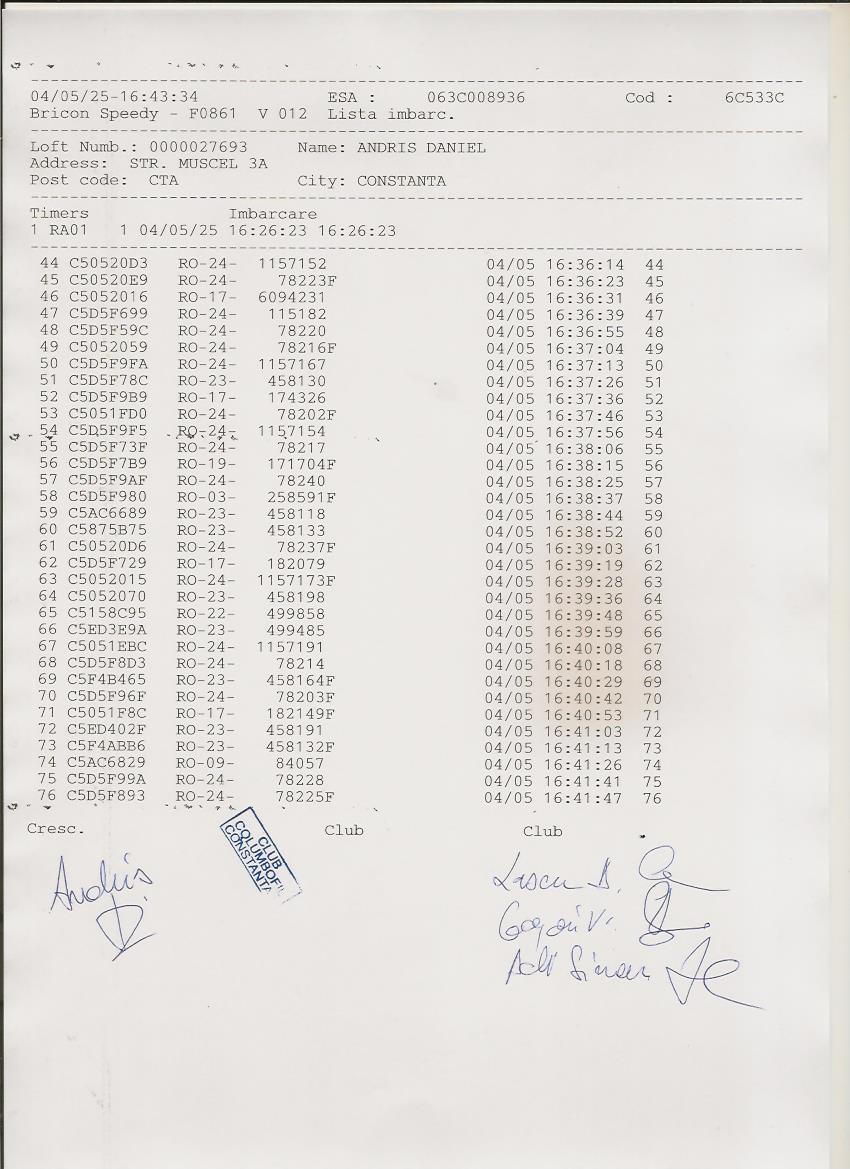 04/05/25-16:43:34 ESA : 063C008936 Cod : 6C533C
Bricon Speedy - F0861 V 012 Lista imbarc.
Loft Numb.: 0000027693 Name: ANDRIS DANIEL
Address: STR. MUSCEL 3A
Post code: CTA City: CONSTANTA
Timers Imbarcare
1 RA01 1 04/05/25 16:26:23 16:26:23
44 C50520D3 RO-24- 1157152 04/05 16:36:14 44
45 C50520E9 RO-24- 78223F 04/05 16:36:23 45
46 C5052016 RO-17- 6094231 04/05 16:36:31 46
47 C5D5F699 RO-24- 115182 04/05 16:36:39 47
48 C5D5F59C RO-24- 78220 04/05 16:36:55 48
49 C5052059 RO-24- 78216F 04/05 16:37:04 49
50 C5D5F9FA RO-24- 1157167 04/05 16:37:13 50
51 C5D5F78C RO-23- 458130 04/05 16:37:26 51
52 C5D5F9B9 RO-17- 174326 04/05 16:37:36 52
53 C5051FD0 RO-24- 78202F 04/05 16:37:46 53
54 C5D5F9F5 RO-24- 1157154 04/05 16:37:56 54
55 C5D5F73F RO-24- 78217 04/05 16:38:06 55
56 C5D5F7B9 RO-19- 171704F 04/05 16:38:15 56
57 C5D5F9AF RO-24- 78240 04/05 16:38:25 57
58 C5D5F980 RO-03- 258591F 04/05 16:38:37 58
59 C5AC6689 RO-23- 458118 04/05 16:38:44 59
60 C5875B75 RO-23- 458133 04/05 16:38:52 60
61 C50520D6 RO-24- 78237F 04/05 16:39:03 61
62 C5D5F729 RO-17- 182079 04/05 16:39:19 62
63 C5052015 RO-24- 1157173F 04/05 16:39:28 63
64 C5052070 RO-23- 458198 04/05 16:39:36 64
65 C5158C95 RO-22- 499858 04/05 16:39:48 65
66 C5ED3E9A RO-23- 499485 04/05 16:39:59 66
67 C5051EBC RO-24- 1157191 04/05 16:40:08 67
68 C5D5F8D3 RO-24- 78214 04/05 16:40:18 68
69 C5F4B465 RO-23- 458164F 04/05 16:40:29 69
70 C5D5F96F RO-24- 78203F 04/05 16:40:42 70
71 C5051F8C RO-17- 182149F 04/05 16:40:53 71
72 C5ED402F RO-23- 458191 04/05 16:41:03 72
73 C5F4ABB6 RO-23- 458132F 04/05 16:41:13 73
74 C5AC6829 RO-09- 84057 04/05 16:41:26 74
75 C5D5F99A RO-24- 78228 04/05 16:41:41 75
76 C5D5F893 RO-24- 78225F 04/05 16:41:47 76
Cresc. Club Club
CLUB
COLUMBOFIL
CONSTANTA
Andris
D.